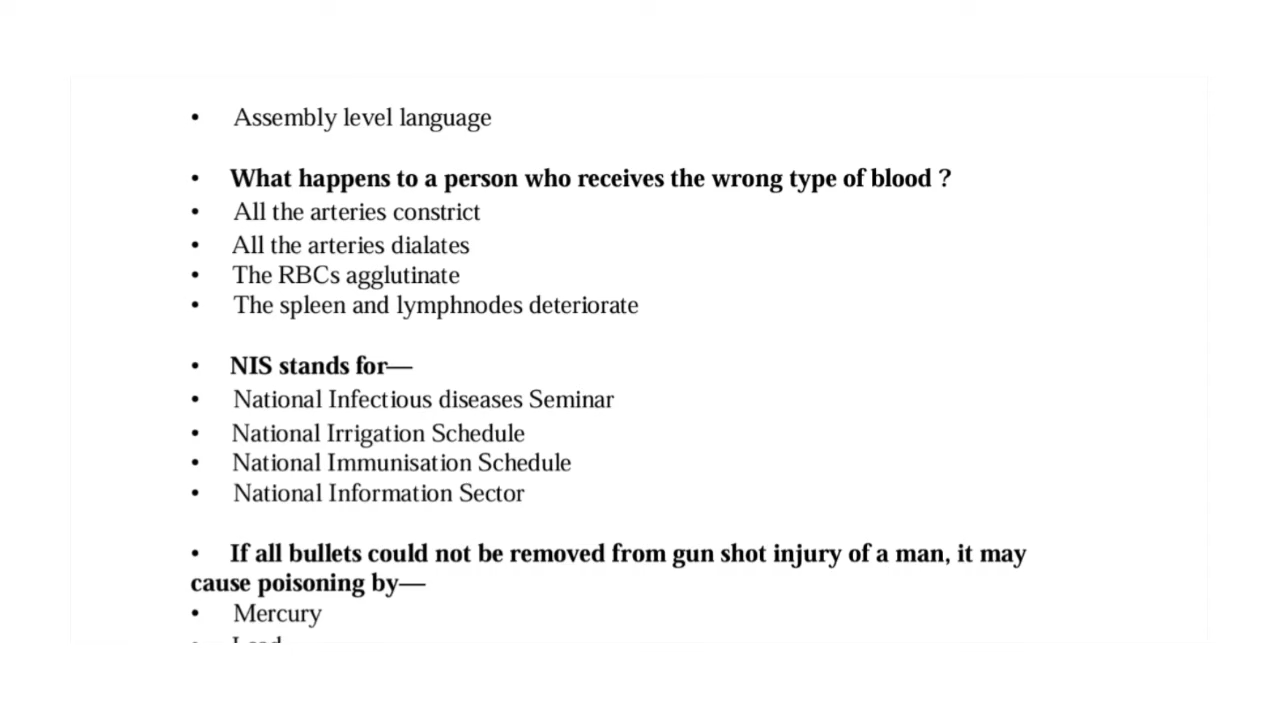 • Assembly level language
• What happens to a person who receives the wrong type of blood ?
• All the arteries constrict
• All the arteries dialates
• The RBCs agglutinate
• The spleen and lymphnodes deteriorate
• NIS stands for—
• National Infectious diseases Seminar
• National Irrigation Schedule
• National Immunisation Schedule
• National Information Sector
• If all bullets could not be removed from gun shot injury of a man, it may
cause poisoning by—
• Mercury